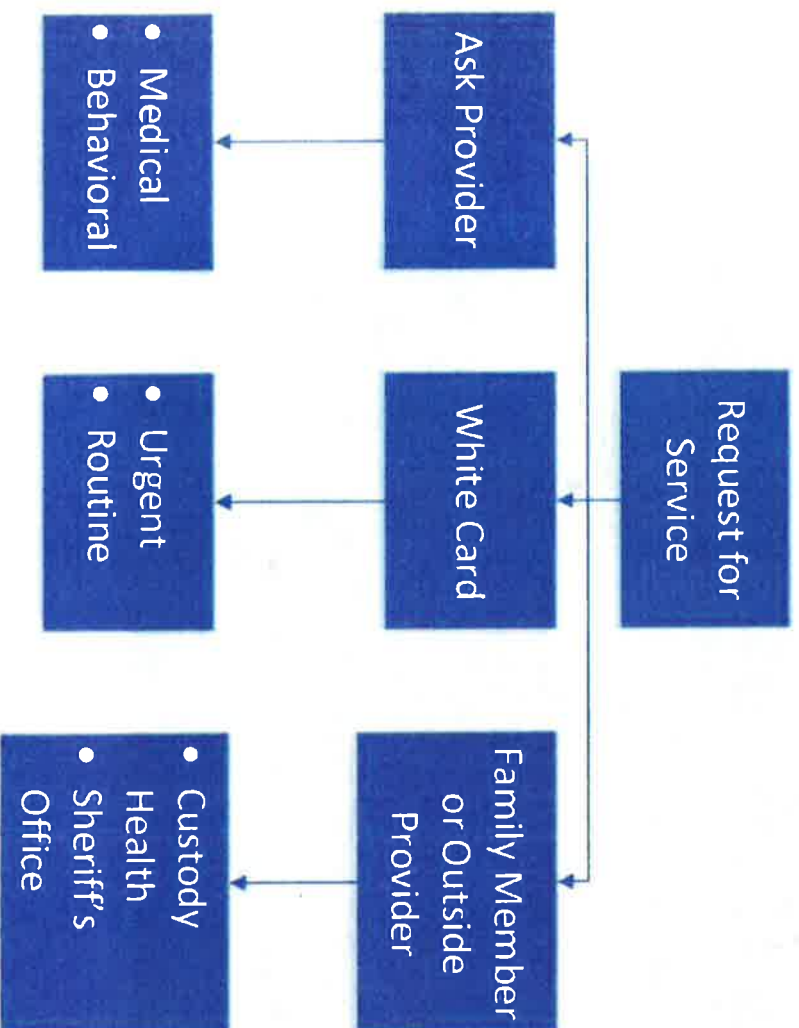 Request for
Service
Ask Provider
White Card
Family Member
or Outside
Provider
• Medical
• Behavioral
• Urgent
• Routine
• Custody
Health
• Sheriff's
Office